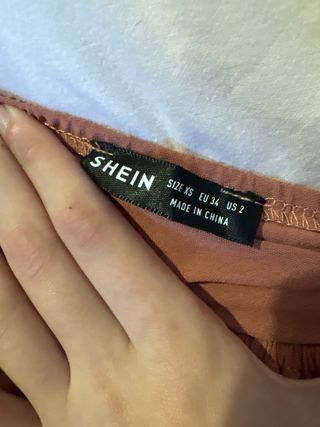 SHEIN
SIZE XS EU 34 US 2
MADE IN CHINA